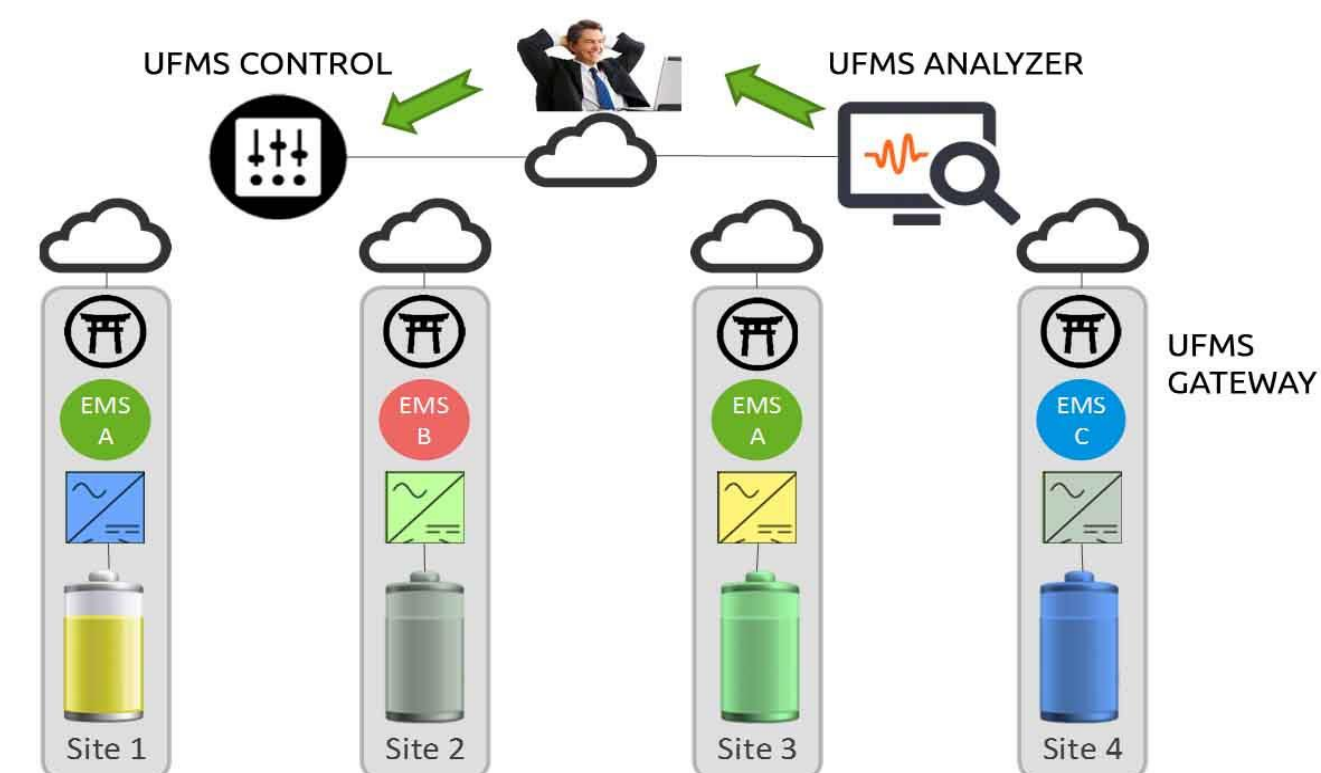 UFMS CONTROL
UFMS ANALYZER
UFMS
GATEWAY
EMS
A
EMS
B
EMS
A
EMS
C
Site 1
Site 2
Site 3
Site 4